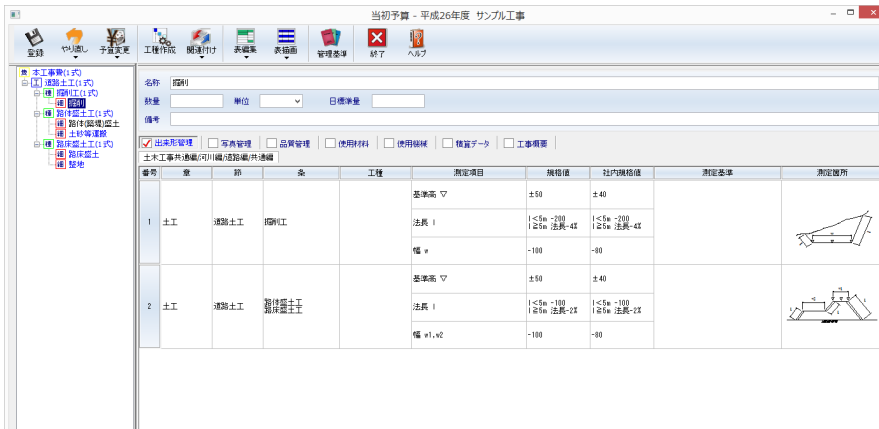 当初予算 - 平成26年度 サンプル工事
登録 やり直し 予算変更 工種作成 関連付け 表編集 表描画 管理基準 終了 ヘルプ
本工事費(1式)
工 道路土工(1式)
種 掘削工(1式)
細 掘削
種 路体盛土工(1式)
細 路体(築堤)盛土
細 土砂等運搬
種 路床盛土工(1式)
細 路床盛土
細 整地
名称 掘削
数量 単位 日標準量
備考
出来形管理 写真管理 品質管理 使用材料 使用機械 積算データ 工事概要
土木工事共通編/河川編/道路編/共通編
番号 章 節 条 工種 測定項目 規格値 社内規格値 測定基準 測定箇所
1 土工 道路土工 掘削工
基準高 ▽ ±50 ±40
法長 l l<5m -200 l<5m -200
l≧5m 法長-4% l≧5m 法長-4%
幅 w -100 -80
2 土工 道路土工 路体盛土工
路床盛土工
基準高 ▽ ±50 ±40
法長 l l<5m -100 l<5m -100
l≧5m 法長-2% l≧5m 法長-2%
幅 w1,w2 -100 -80